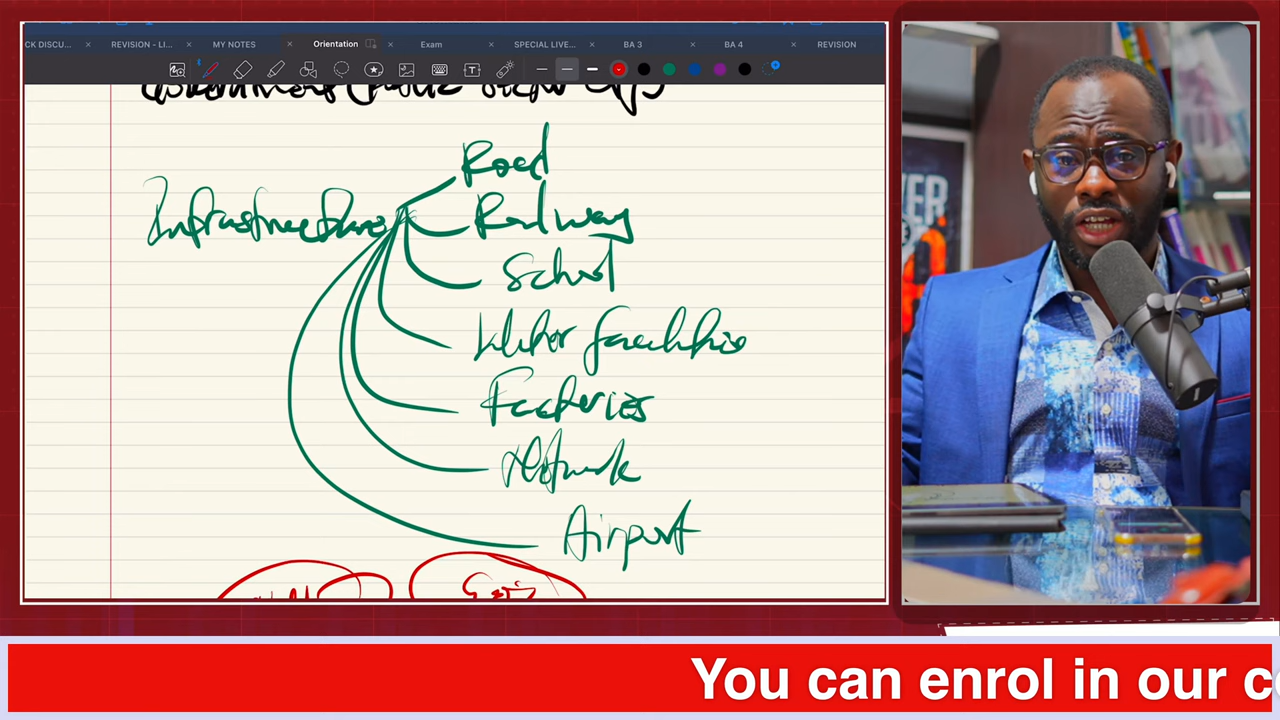 CK DISCU... REVISION - LI... MY NOTES Orientation Exam SPECIAL LIVE... BA 3 BA 4 REVISION
Road
Infrastructure Railway
School
Water facilities
Factories
Network
Airport
You can enrol in our c